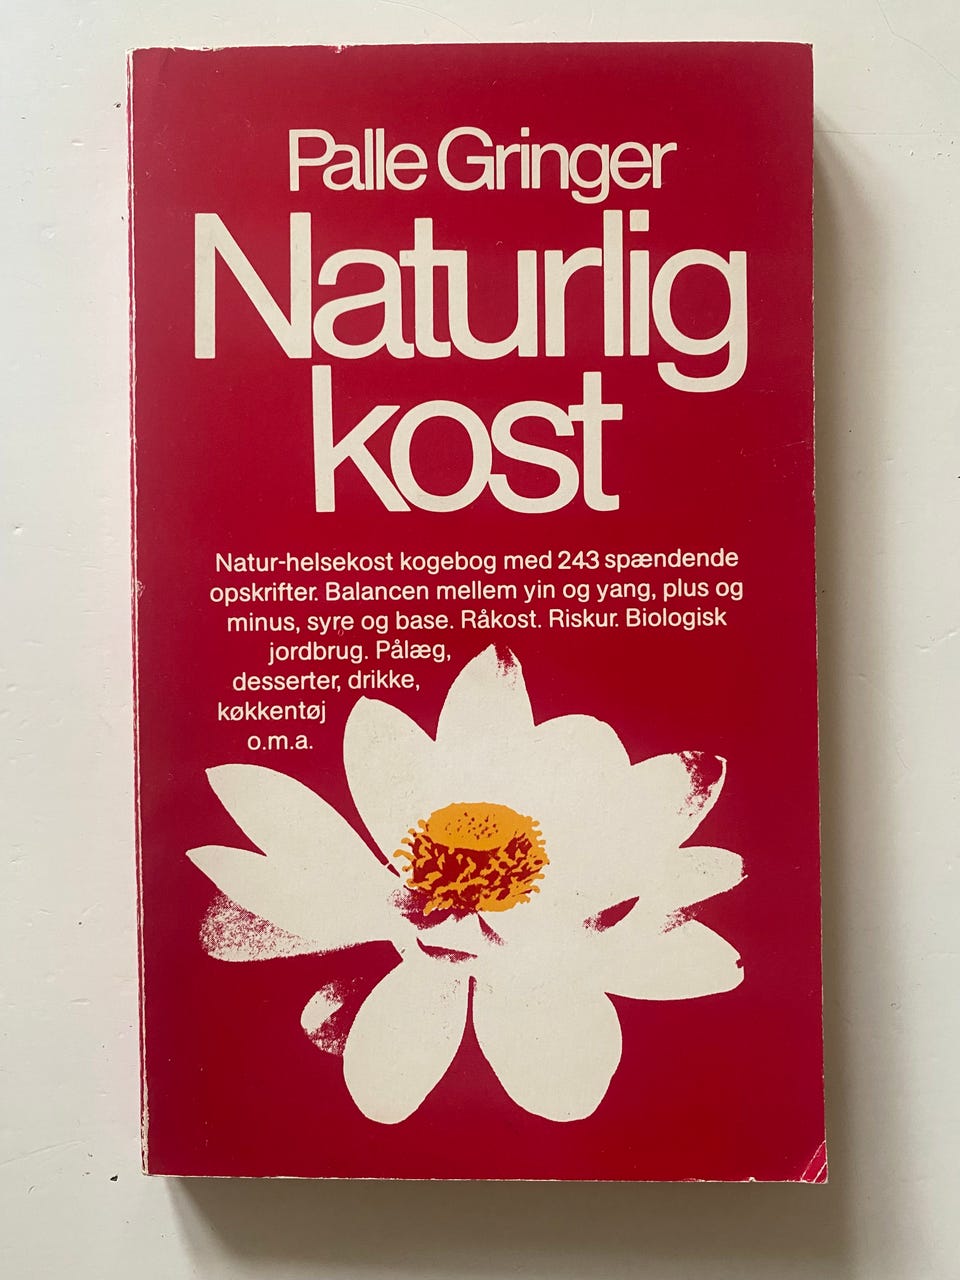 Palle Gringer
Naturlig
kost
Natur-helsekost kogebog med 243 spændende
opskrifter. Balancen mellem yin og yang, plus og
minus, syre og base. Råkost. Riskur. Biologisk
jordbrug. Pålæg,
desserter, drikke,
køkkentøj
o.m.a.